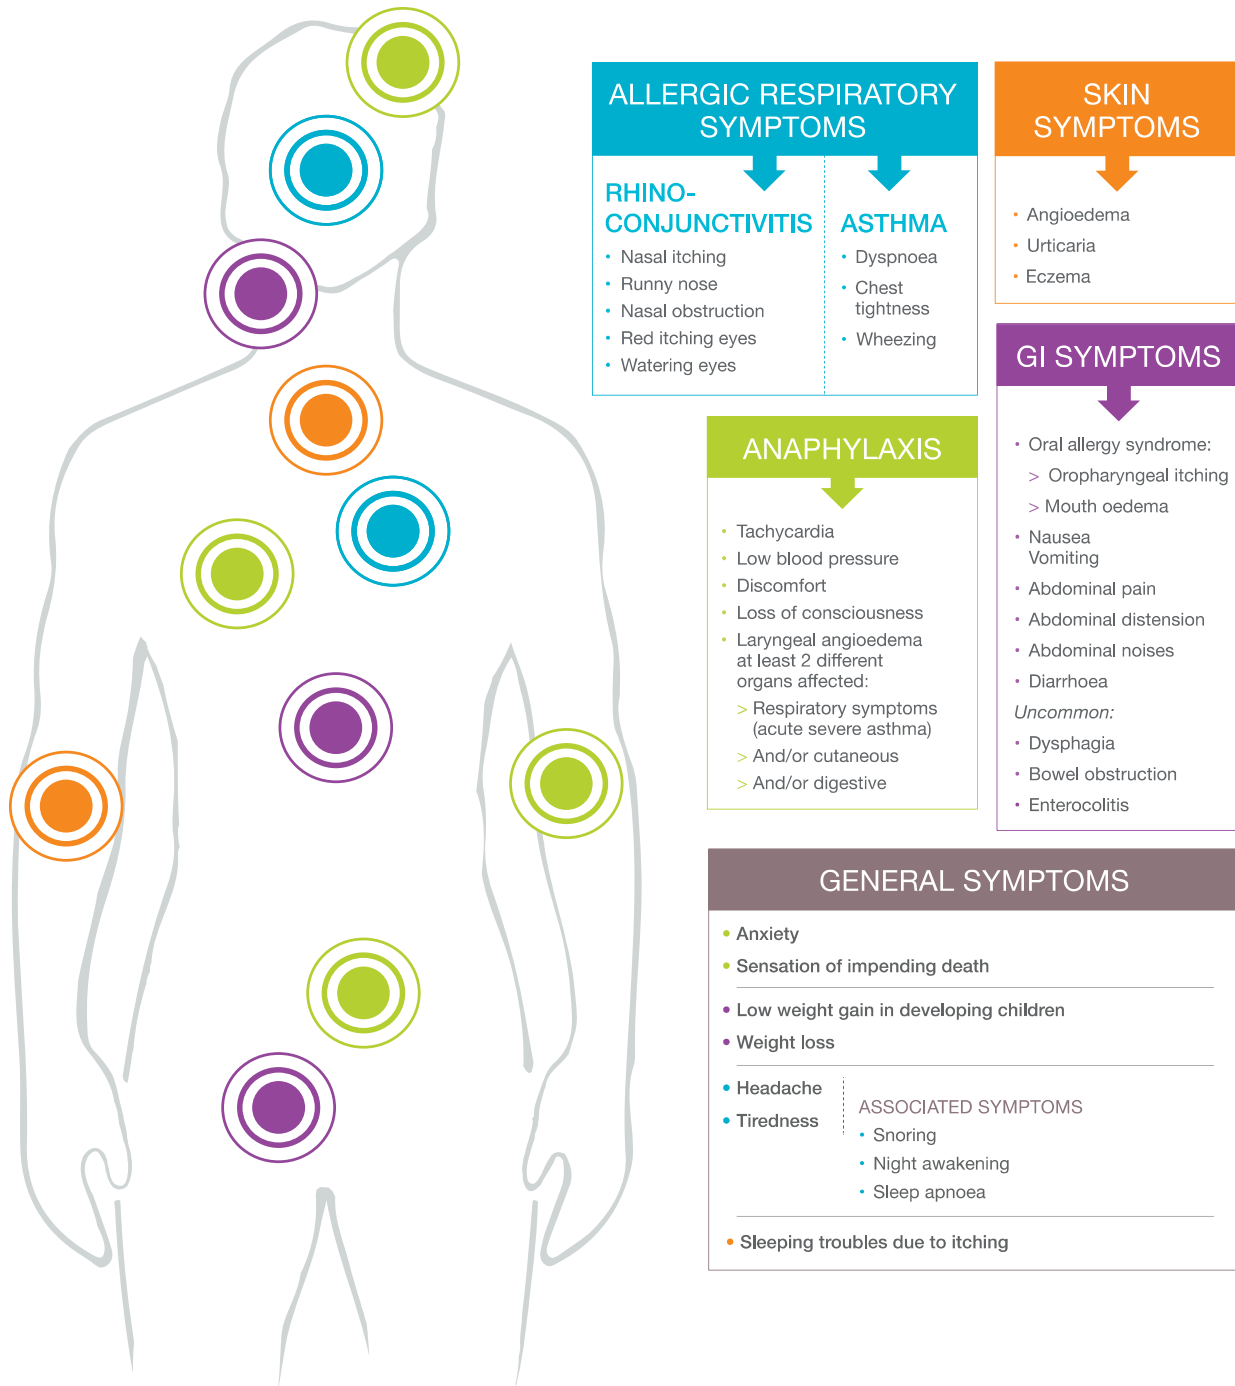 ALLERGIC RESPIRATORY
SYMPTOMS
RHINO-
CONJUNCTIVITIS
• Nasal itching
• Runny nose
• Nasal obstruction
• Red itching eyes
• Watering eyes
ASTHMA
• Dyspnoea
• Chest
tightness
• Wheezing
SKIN
SYMPTOMS
• Angioedema
• Urticaria
• Eczema
GI SYMPTOMS
• Oral allergy syndrome:
> Oropharyngeal itching
> Mouth oedema
• Nausea
Vomiting
• Abdominal pain
• Abdominal distension
• Abdominal noises
• Diarrhoea
Uncommon:
• Dysphagia
• Bowel obstruction
• Enterocolitis
ANAPHYLAXIS
• Tachycardia
• Low blood pressure
• Discomfort
• Loss of consciousness
• Laryngeal angioedema
at least 2 different
organs affected:
> Respiratory symptoms
(acute severe asthma)
> And/or cutaneous
> And/or digestive
GENERAL SYMPTOMS
• Anxiety
• Sensation of impending death
• Low weight gain in developing children
• Weight loss
• Headache
• Tiredness
ASSOCIATED SYMPTOMS
• Snoring
• Night awakening
• Sleep apnoea
• Sleeping troubles due to itching